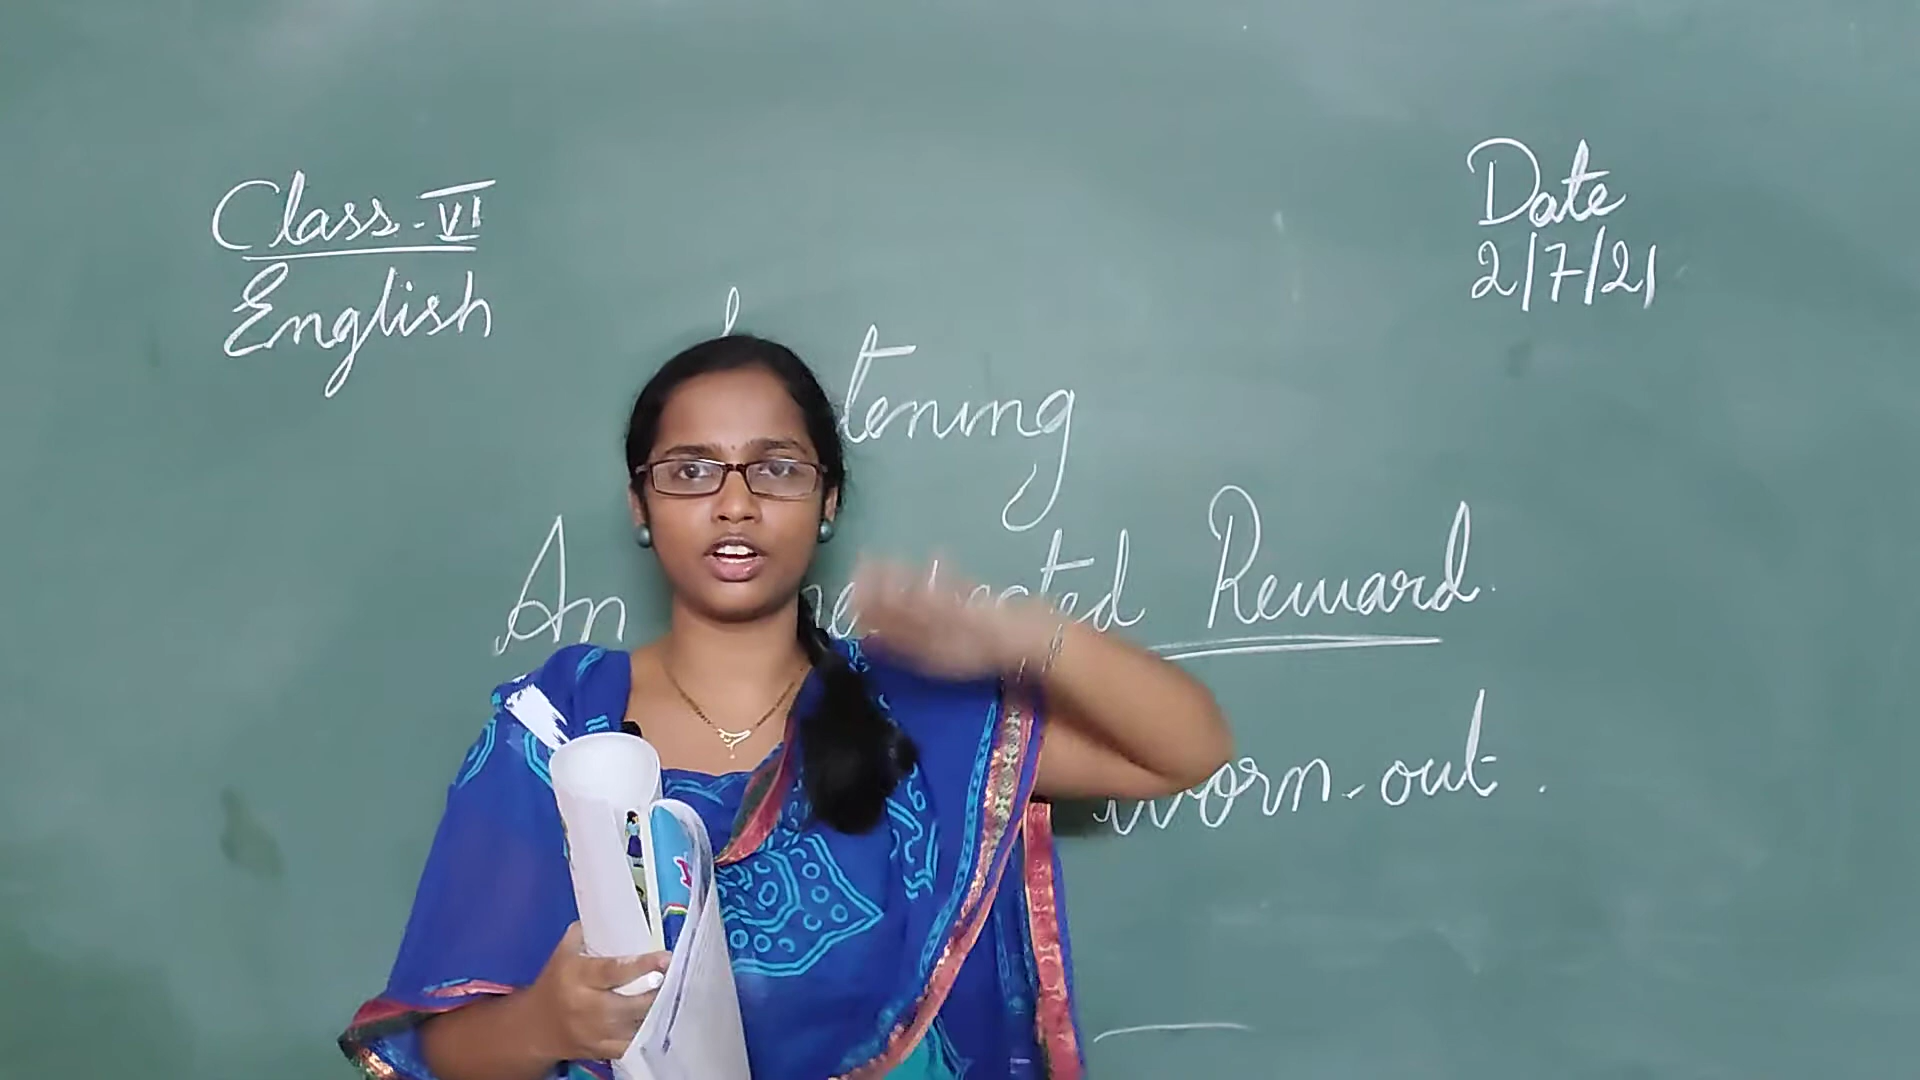 Class-VI
English
Date
2/7/21
tening
An Reward.
worn-out.